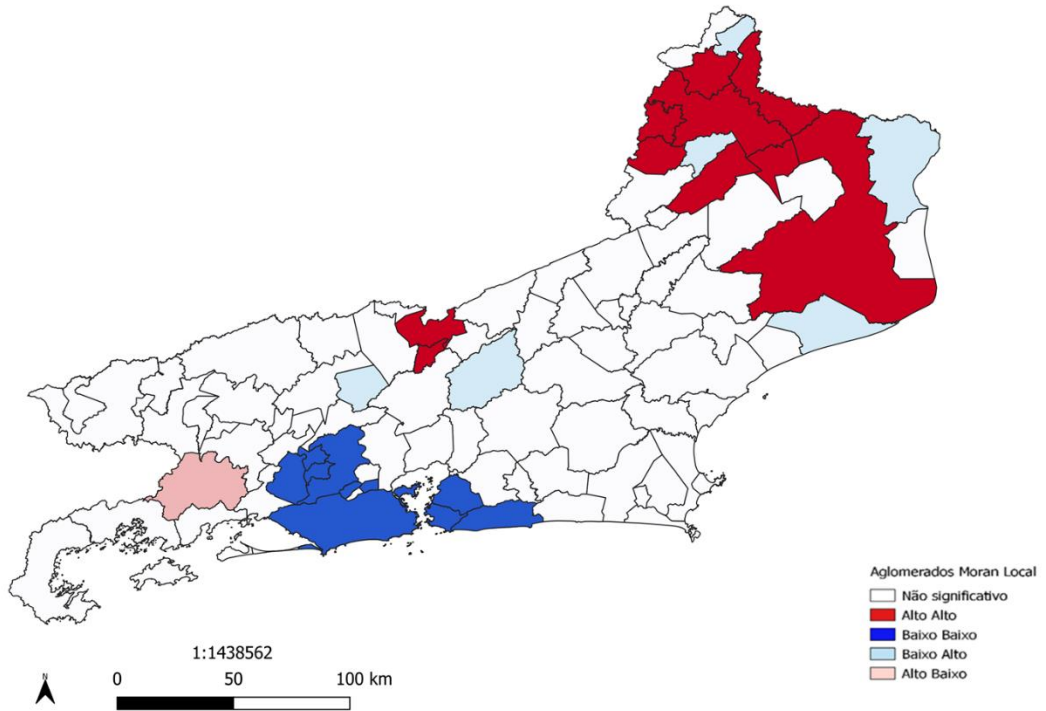 Aglomerados Moran Local
Não significativo
Alto Alto
Baixo Baixo
Baixo Alto
Alto Baixo
1:1438562
N
0 50 100 km